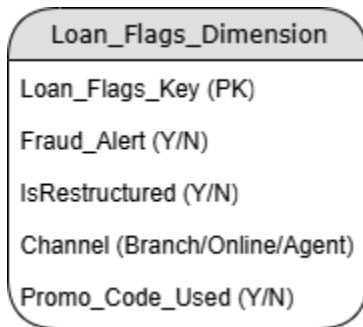 Loan_Flags_Dimension
Loan_Flags_Key (PK)
Fraud_Alert (Y/N)
IsRestructured (Y/N)
Channel (Branch/Online/Agent)
Promo_Code_Used (Y/N)